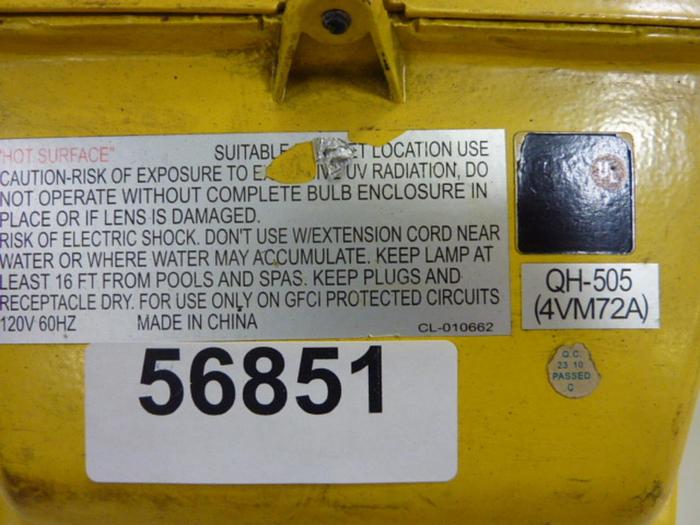 "HOT SURFACE" SUITABLE ET LOCATION USE
CAUTION-RISK OF EXPOSURE TO UV RADIATION, DO
NOT OPERATE WITHOUT COMPLETE BULB ENCLOSURE IN
PLACE OR IF LENS IS DAMAGED.
RISK OF ELECTRIC SHOCK. DON'T USE W/EXTENSION CORD NEAR
WATER OR WHERE WATER MAY ACCUMULATE. KEEP LAMP AT
LEAST 16 FT FROM POOLS AND SPAS. KEEP PLUGS AND
RECEPTACLE DRY. FOR USE ONLY ON GFCI PROTECTED CIRCUITS
120V 60HZ MADE IN CHINA CL-010662
UL
QH-505
(4VM72A)
Q.C.
23 10
PASSED
C
56851